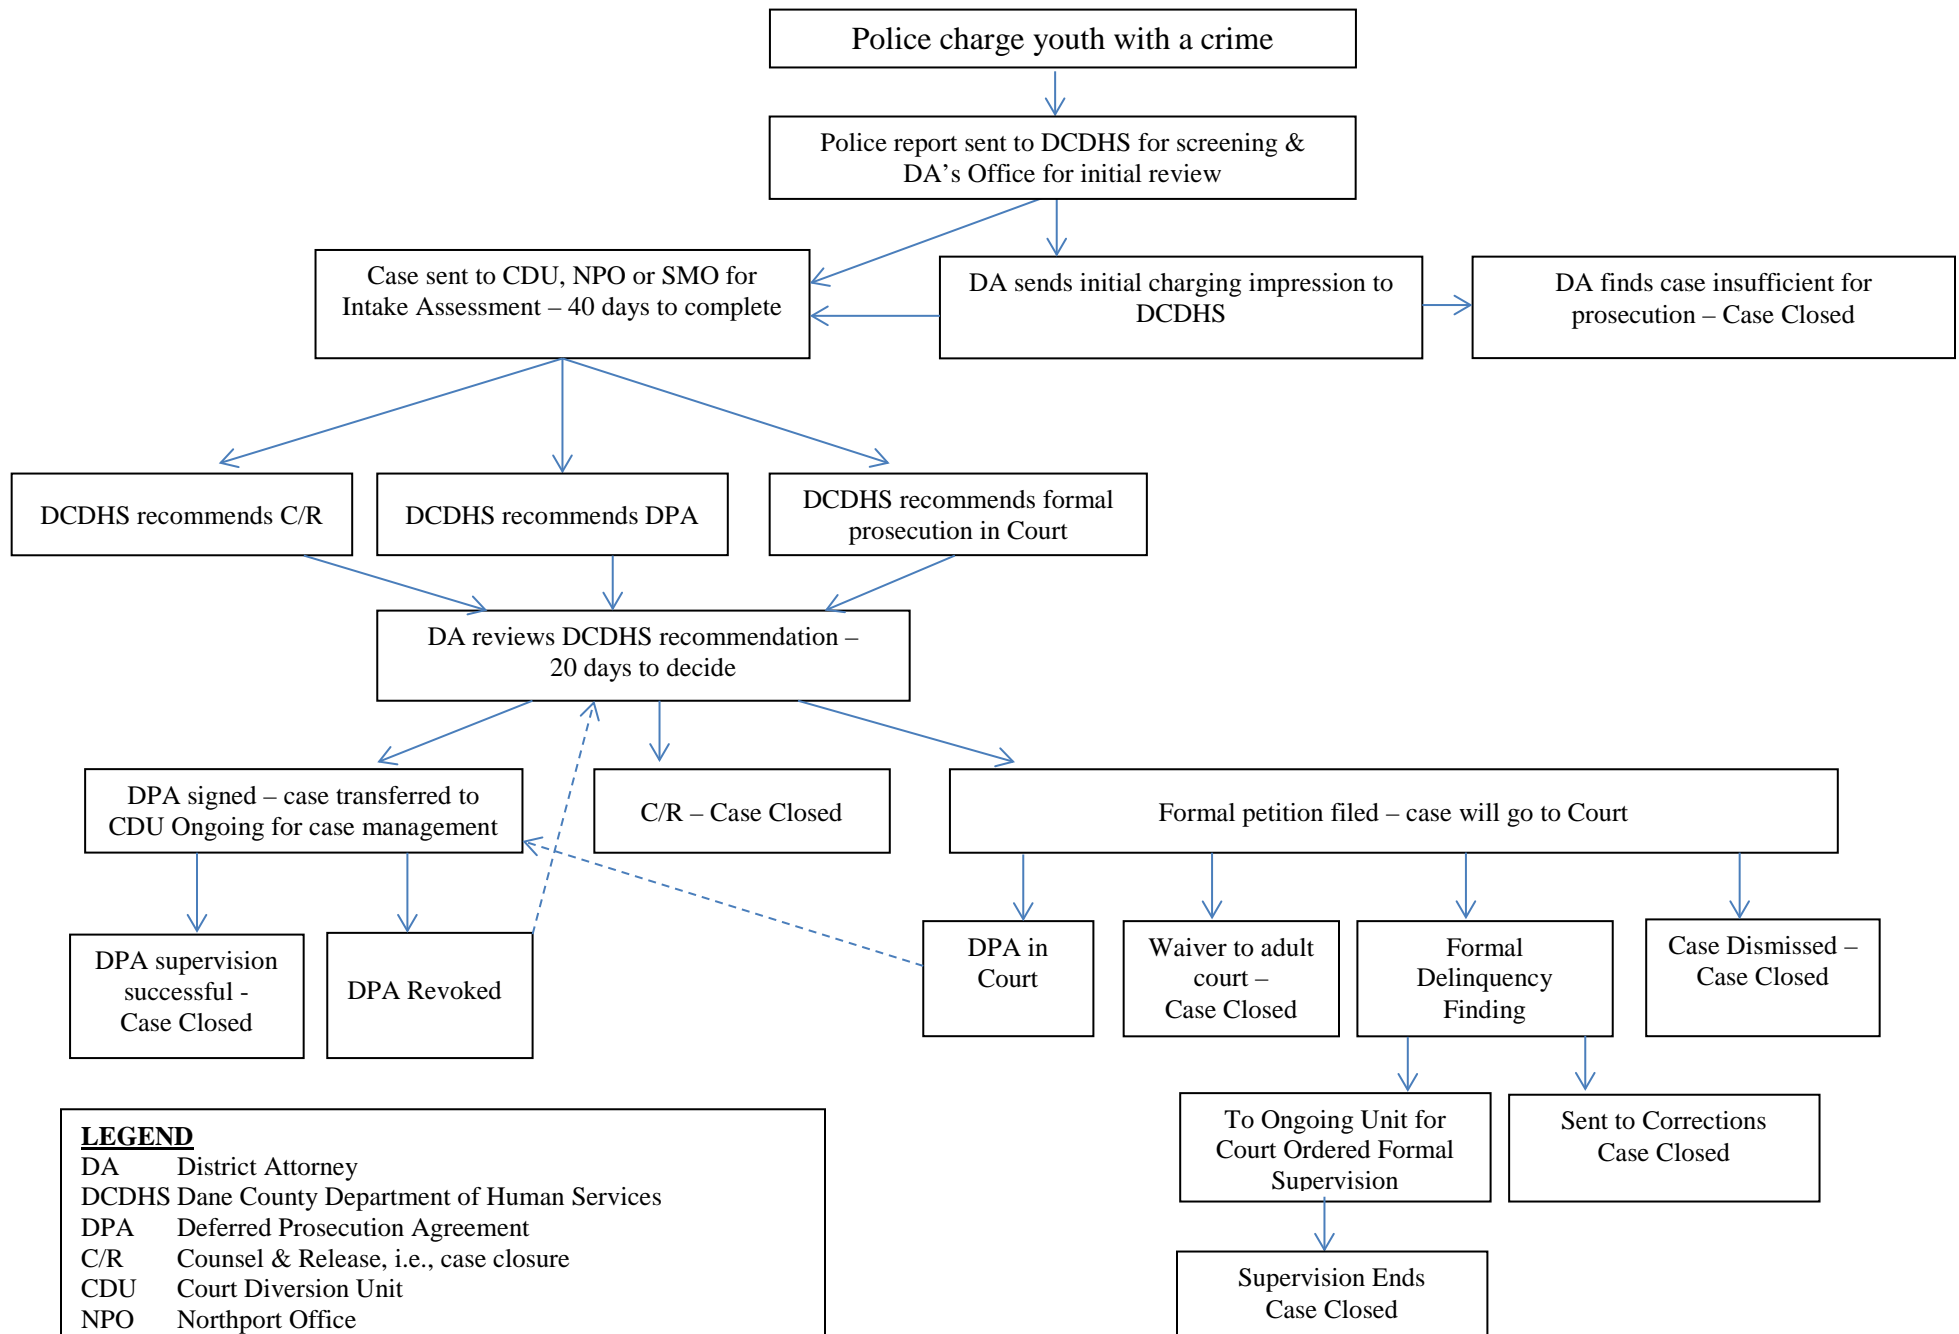 Police charge youth with a crime
Police report sent to DCDHS for screening &
DA’s Office for initial review
Case sent to CDU, NPO or SMO for
Intake Assessment – 40 days to complete
DA sends initial charging impression to
DCDHS
DA finds case insufficient for
prosecution – Case Closed
DCDHS recommends C/R
DCDHS recommends DPA
DCDHS recommends formal
prosecution in Court
DA reviews DCDHS recommendation –
20 days to decide
DPA signed – case transferred to
CDU Ongoing for case management
C/R – Case Closed
Formal petition filed – case will go to Court
DPA supervision
successful -
Case Closed
DPA Revoked
DPA in
Court
Waiver to adult
court –
Case Closed
Formal
Delinquency
Finding
Case Dismissed –
Case Closed
To Ongoing Unit for
Court Ordered Formal
Supervision
Sent to Corrections
Case Closed
Supervision Ends
Case Closed
LEGEND
DA District Attorney
DCDHS Dane County Department of Human Services
DPA Deferred Prosecution Agreement
C/R Counsel & Release, i.e., case closure
CDU Court Diversion Unit
NPO Northport Office